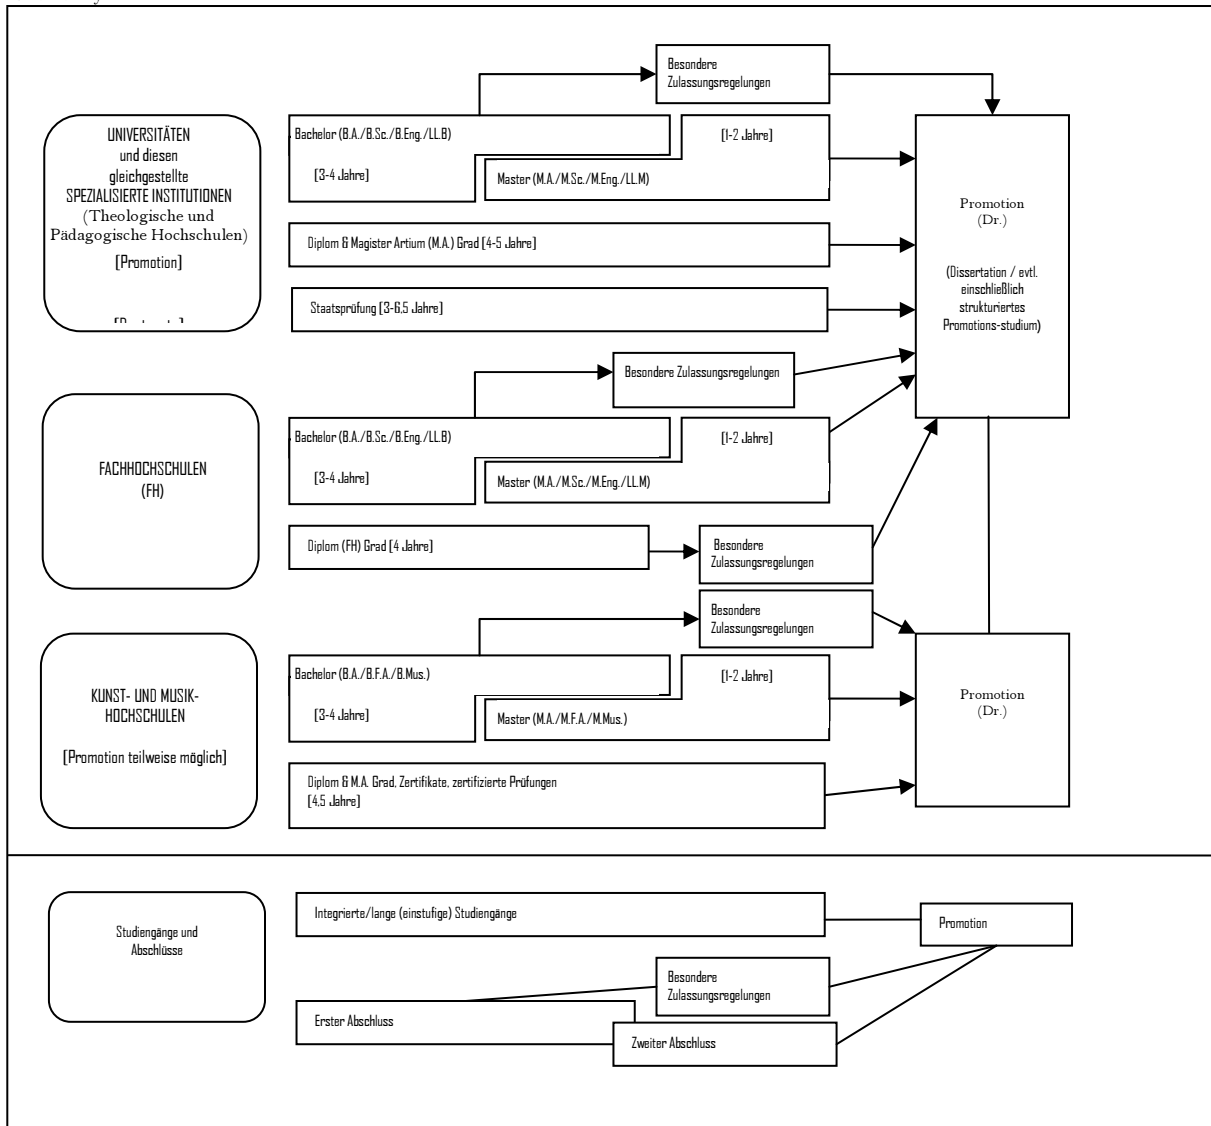 Besondere
Zulassungsregelungen
UNIVERSITÄTEN
und diesen
gleichgestellte
SPEZIALISIERTE INSTITUTIONEN
(Theologische und
Pädagogische Hochschulen)
[Promotion]
Bachelor (B.A./B.Sc./B.Eng./LL.B)
[3-4 Jahre]
[1-2 Jahre]
Master (M.A./M.Sc./M.Eng./LL.M)
Diplom & Magister Artium (M.A.) Grad [4-5 Jahre]
Staatsprüfung [3-6,5 Jahre]
Promotion
(Dr.)
(Dissertation / evtl.
einschließlich
strukturiertes
Promotions-studium)
Besondere Zulassungsregelungen
FACHHOCHSCHULEN
(FH)
Bachelor (B.A./B.Sc./B.Eng./LL.B)
[3-4 Jahre]
[1-2 Jahre]
Master (M.A./M.Sc./M.Eng./LL.M)
Diplom (FH) Grad [4 Jahre]
Besondere
Zulassungsregelungen
Besondere
Zulassungsregelungen
KUNST- UND MUSIK-
HOCHSCHULEN
[Promotion teilweise möglich]
Bachelor (B.A./B.F.A./B.Mus.)
[3-4 Jahre]
[1-2 Jahre]
Master (M.A./M.F.A./M.Mus.)
Diplom & M.A. Grad, Zertifikate, zertifizierte Prüfungen
[4,5 Jahre]
Promotion
(Dr.)
Studiengänge und
Abschlüsse
Integrierte/lange (einstufige) Studiengänge
Promotion
Besondere
Zulassungsregelungen
Erster Abschluss
Zweiter Abschluss